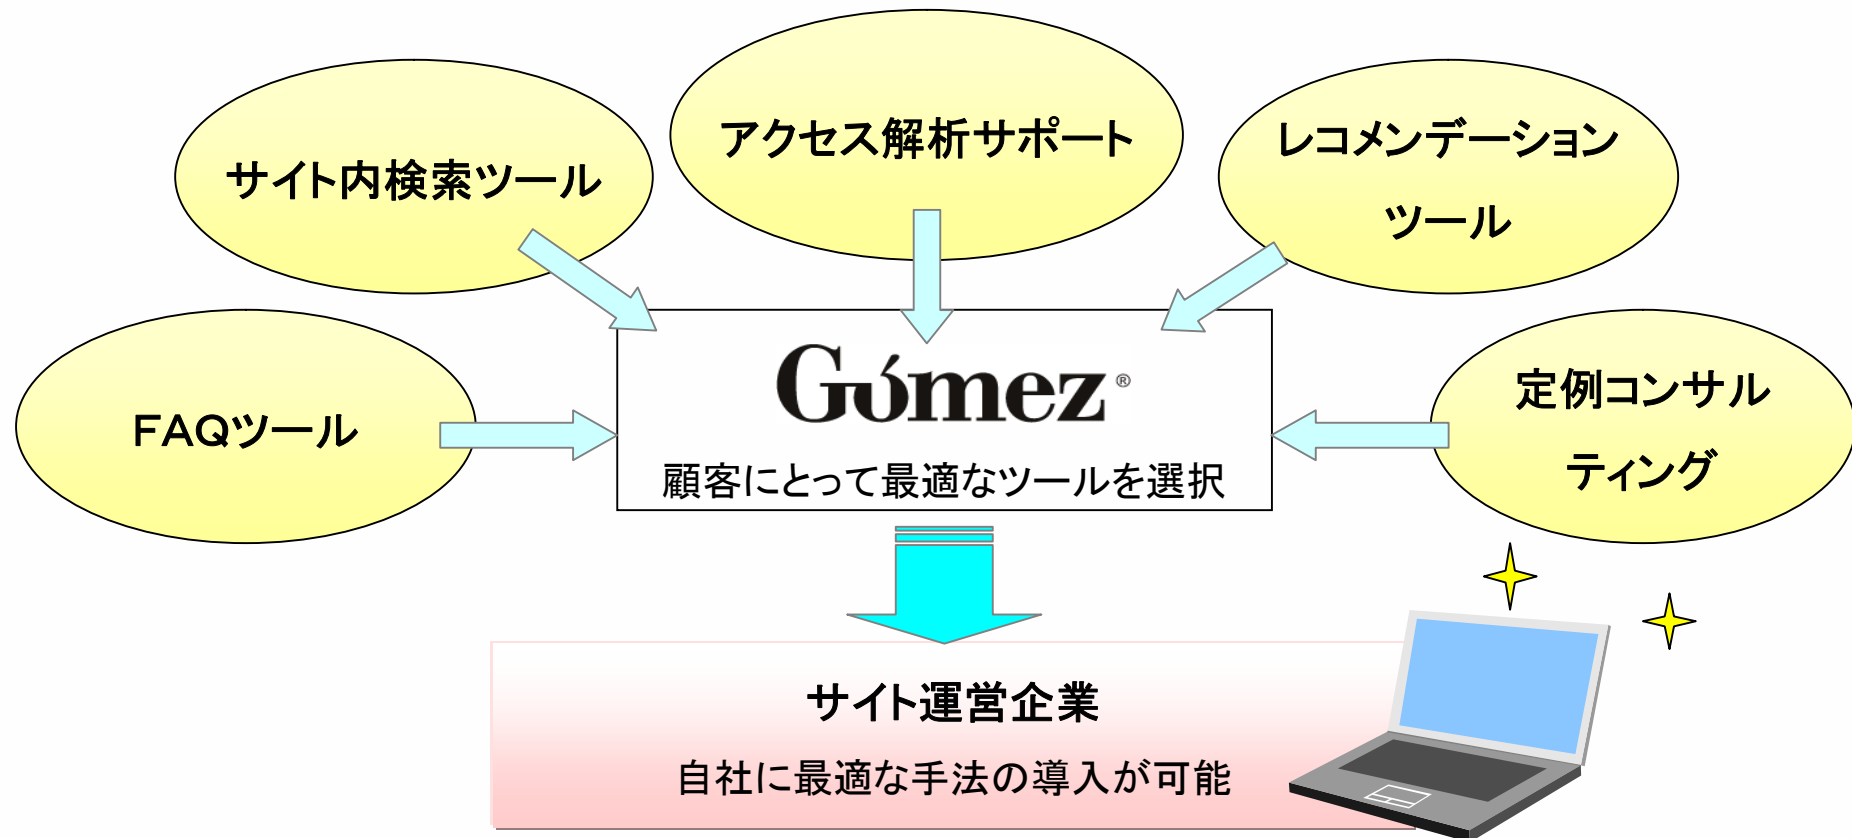 アクセス解析サポート
サイト内検索ツール
レコメンデーション
ツール
FAQツール
定例コンサル
ティング
Gómez®
顧客にとって最適なツールを選択
サイト運営企業
自社に最適な手法の導入が可能